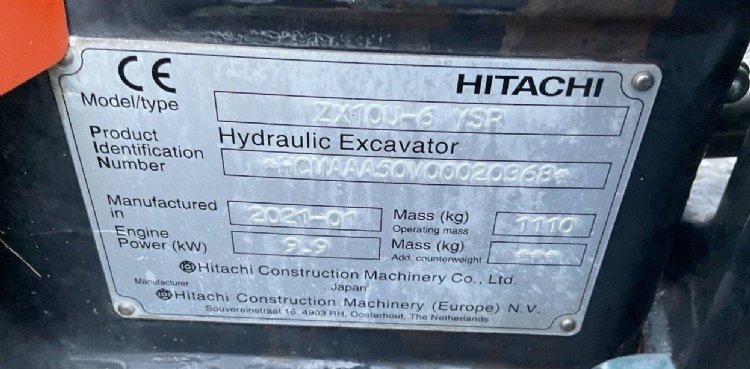 CE HITACHI
Model/type ZX10U-6 YSR
Product Identification Number Hydraulic Excavator
*HCMAAA50V00020368*
Manufactured in 2021-01 Mass (kg) Operating mass 1110
Engine Power (kW) 9.9 Mass (kg) Add. counterweight ---
Hitachi Construction Machinery Co., Ltd.
Japan
Manufacturer
Hitachi Construction Machinery (Europe) N.V.
Souvereinstraat 16, 4903 RH, Oosterhout, The Netherlands